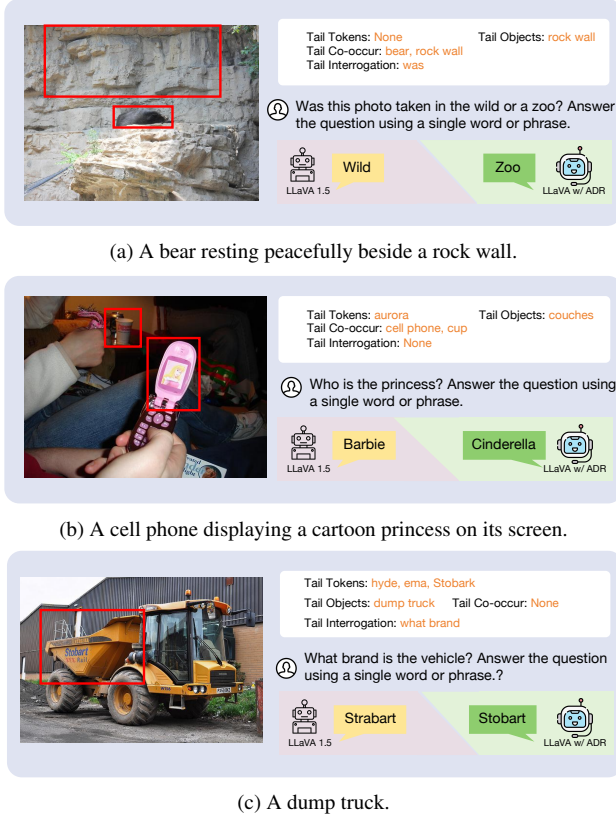 Tail Tokens: None Tail Objects: rock wall
Tail Co-occur: bear, rock wall
Tail Interrogation: was
Was this photo taken in the wild or a zoo? Answer
the question using a single word or phrase.
Wild Zoo
LLaVA 1.5 LLaVA w/ ADR
(a) A bear resting peacefully beside a rock wall.
Tail Tokens: aurora Tail Objects: couches
Tail Co-occur: cell phone, cup
Tail Interrogation: None
Who is the princess? Answer the question using
a single word or phrase.
Barbie Cinderella
LLaVA 1.5 LLaVA w/ ADR
(b) A cell phone displaying a cartoon princess on its screen.
Tail Tokens: hyde, ema, Stobark
Tail Objects: dump truck Tail Co-occur: None
Tail Interrogation: what brand
Stobart
What brand is the vehicle? Answer the question
using a single word or phrase.?
Strabart Stobart
LLaVA 1.5 LLaVA w/ ADR
(c) A dump truck.